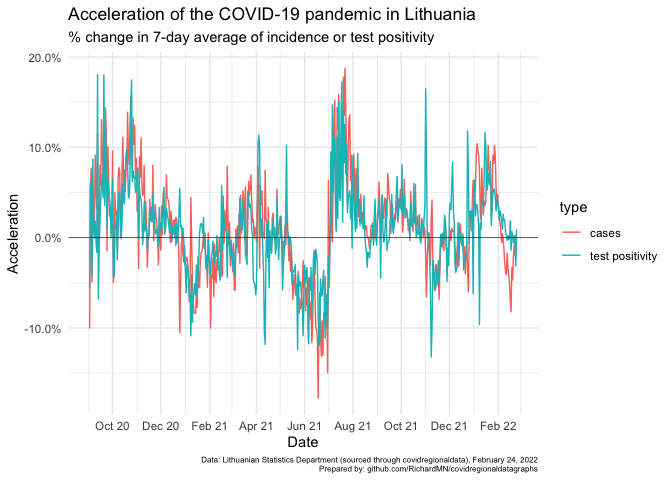 Acceleration of the COVID-19 pandemic in Lithuania
% change in 7-day average of incidence or test positivity
20.0%
10.0%
0.0%
-10.0%
Acceleration
Oct 20 Dec 20 Feb 21 Apr 21 Jun 21 Aug 21 Oct 21 Dec 21 Feb 22
Date
type
cases
test positivity
Data: Lithuanian Statistics Department (sourced through covidregionaldata), February 24, 2022
Prepared by: github.com/RichardMN/covidregionaldatagraphs